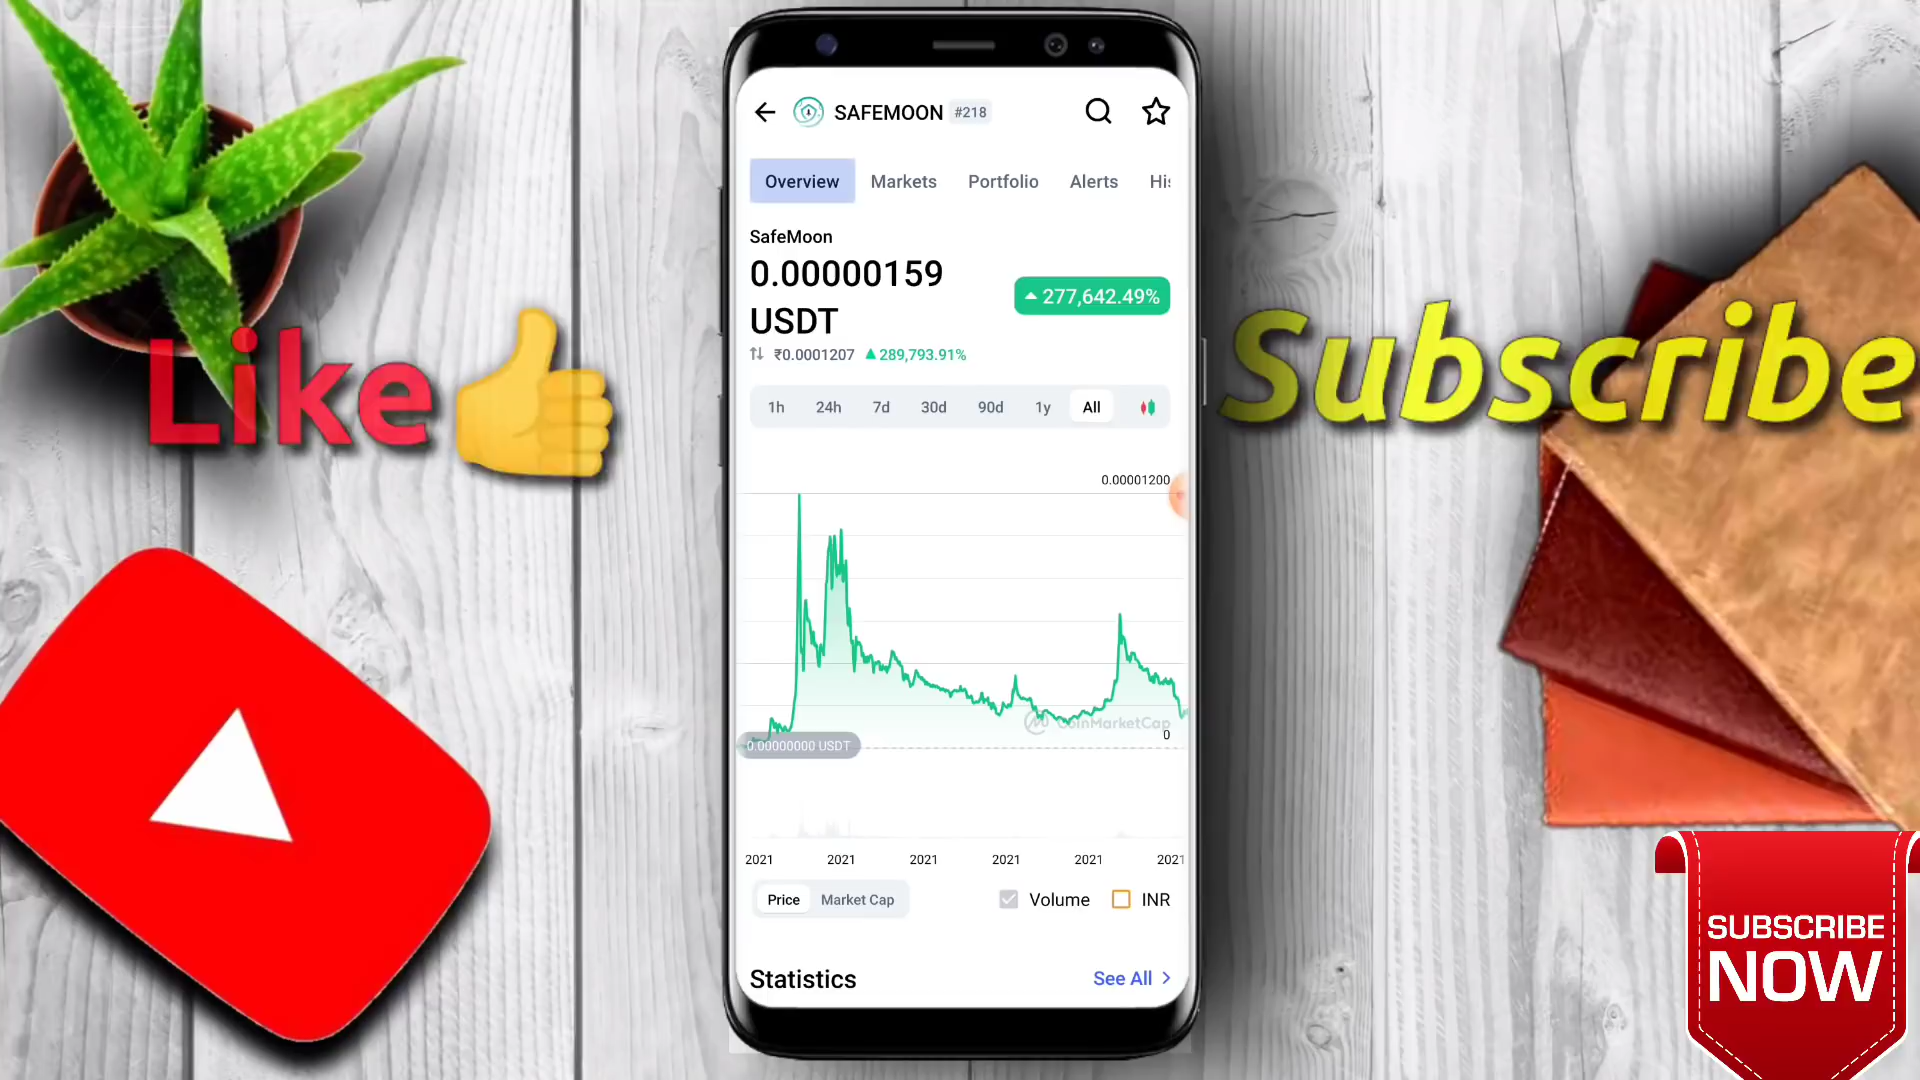 SAFEMOON #218
Overview Markets Portfolio Alerts His
SafeMoon
0.00000159
USDT
277,642.49%
₹0.0001207 289,793.91%
1h 24h 7d 30d 90d 1y All
0.00001200
CoinMarketCap
0
0.00000000 USDT
2021 2021 2021 2021 2021 2021
Price Market Cap Volume INR
Statistics See All
Like
Subscribe
SUBSCRIBE
NOW